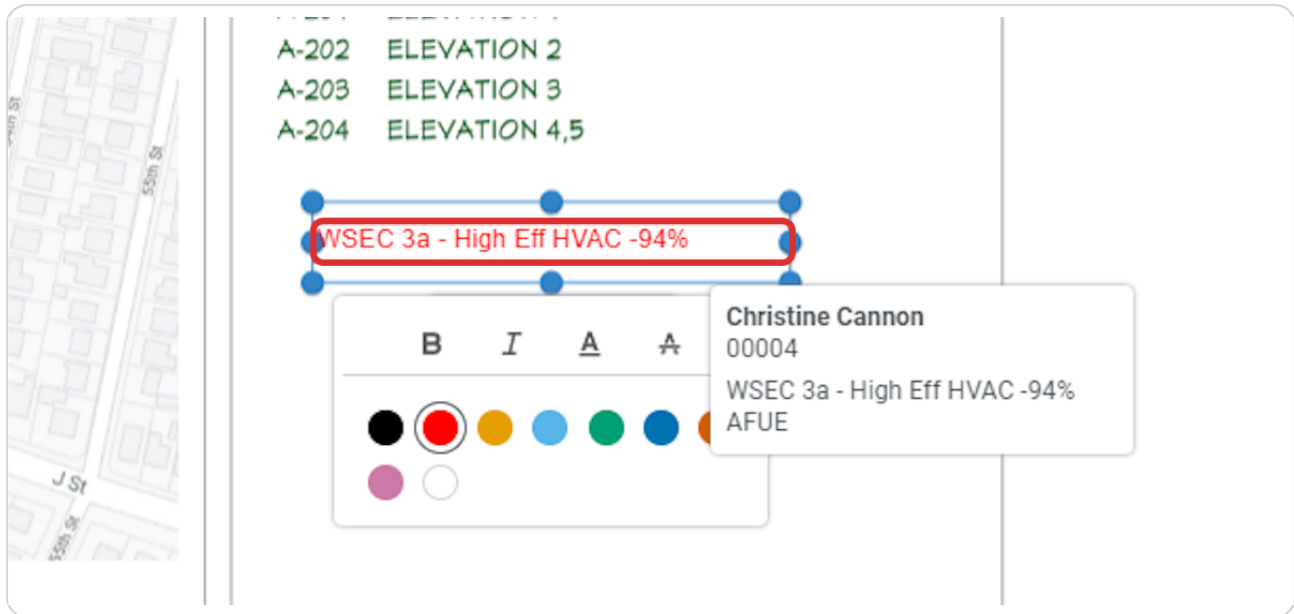 A-202 ELEVATION 2
A-203 ELEVATION 3
A-204 ELEVATION 4,5
55th St
WSEC 3a - High Eff HVAC -94%
Christine Cannon
00004
WSEC 3a - High Eff HVAC -94%
AFUE
B I A A
J St
55th St